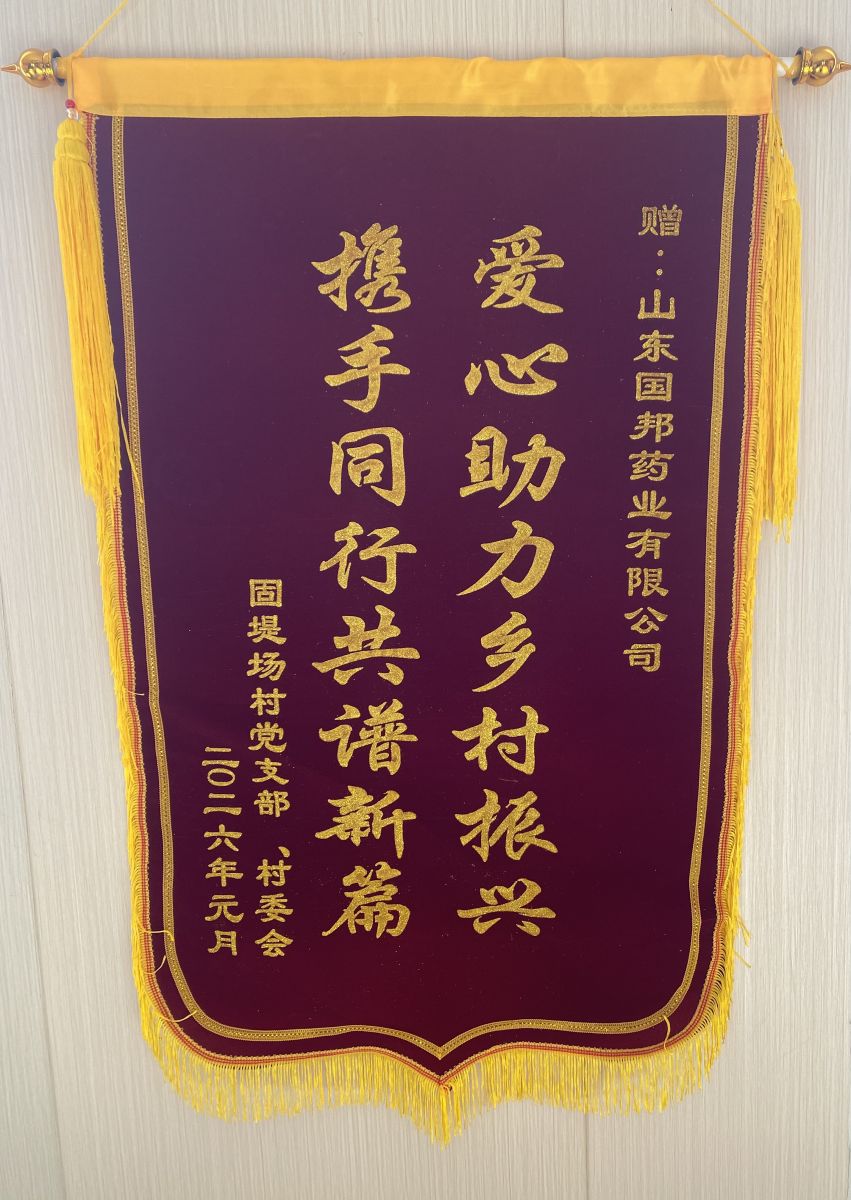 赠：山东国邦药业有限公司
爱心助力乡村振兴
携手同行共谱新篇
固堤场村党支部、村委会
二〇二六年元月